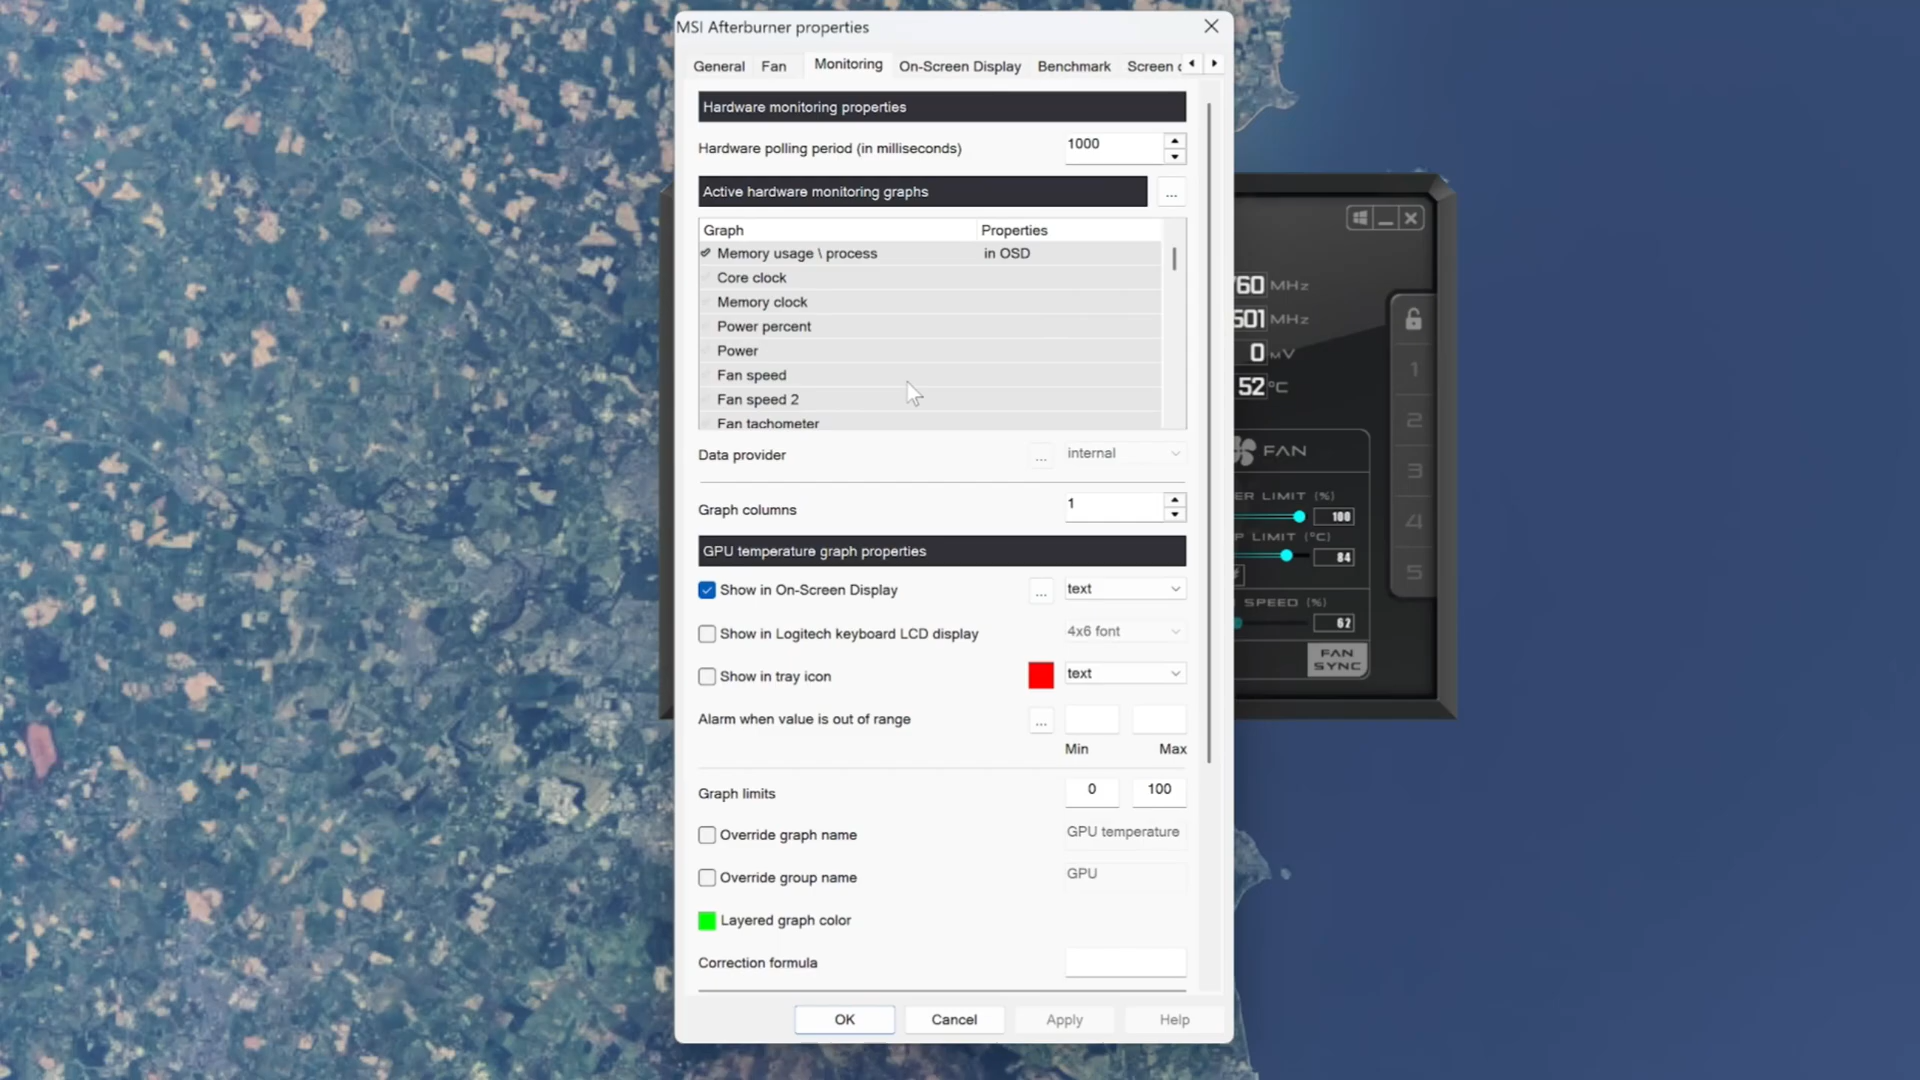 MSI Afterburner properties
General Fan Monitoring On-Screen Display Benchmark Screen
Hardware monitoring properties
Hardware polling period (in milliseconds) 1000
Active hardware monitoring graphs ...
Graph Properties
Memory usage \ process in OSD
Core clock
Memory clock
Power percent
Power
Fan speed
Fan speed 2
Fan tachometer
Data provider ... internal
Graph columns 1
GPU temperature graph properties
Show in On-Screen Display ... text
Show in Logitech keyboard LCD display 4x6 font
Show in tray icon text
Alarm when value is out of range ...
Min Max
Graph limits 0 100
Override graph name GPU temperature
Override group name GPU
Layered graph color
Correction formula
OK Cancel Apply Help
760 MHz
501 MHz
0 mV
52 °C
FAN
ER LIMIT (%)
100
P LIMIT (°C)
84
SPEED (%)
62
FAN
SYNC
1
2
3
4
5